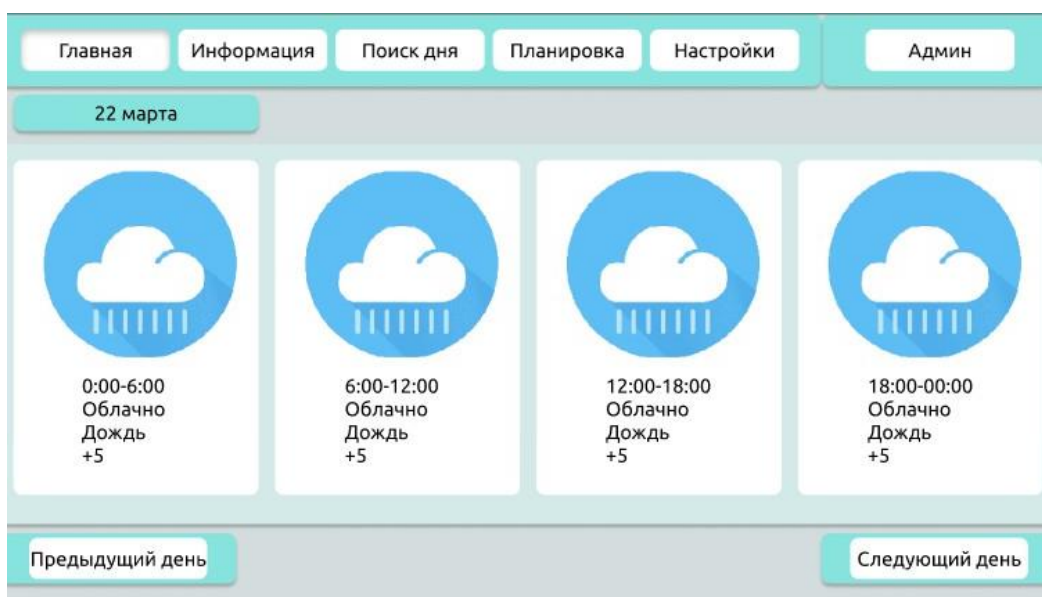 Главная
Информация
Поиск дня
Планировка
Настройки
Админ
22 марта
0:00-6:00
Облачно
Дождь
+5
6:00-12:00
Облачно
Дождь
+5
12:00-18:00
Облачно
Дождь
+5
18:00-00:00
Облачно
Дождь
+5
Предыдущий день
Следующий день